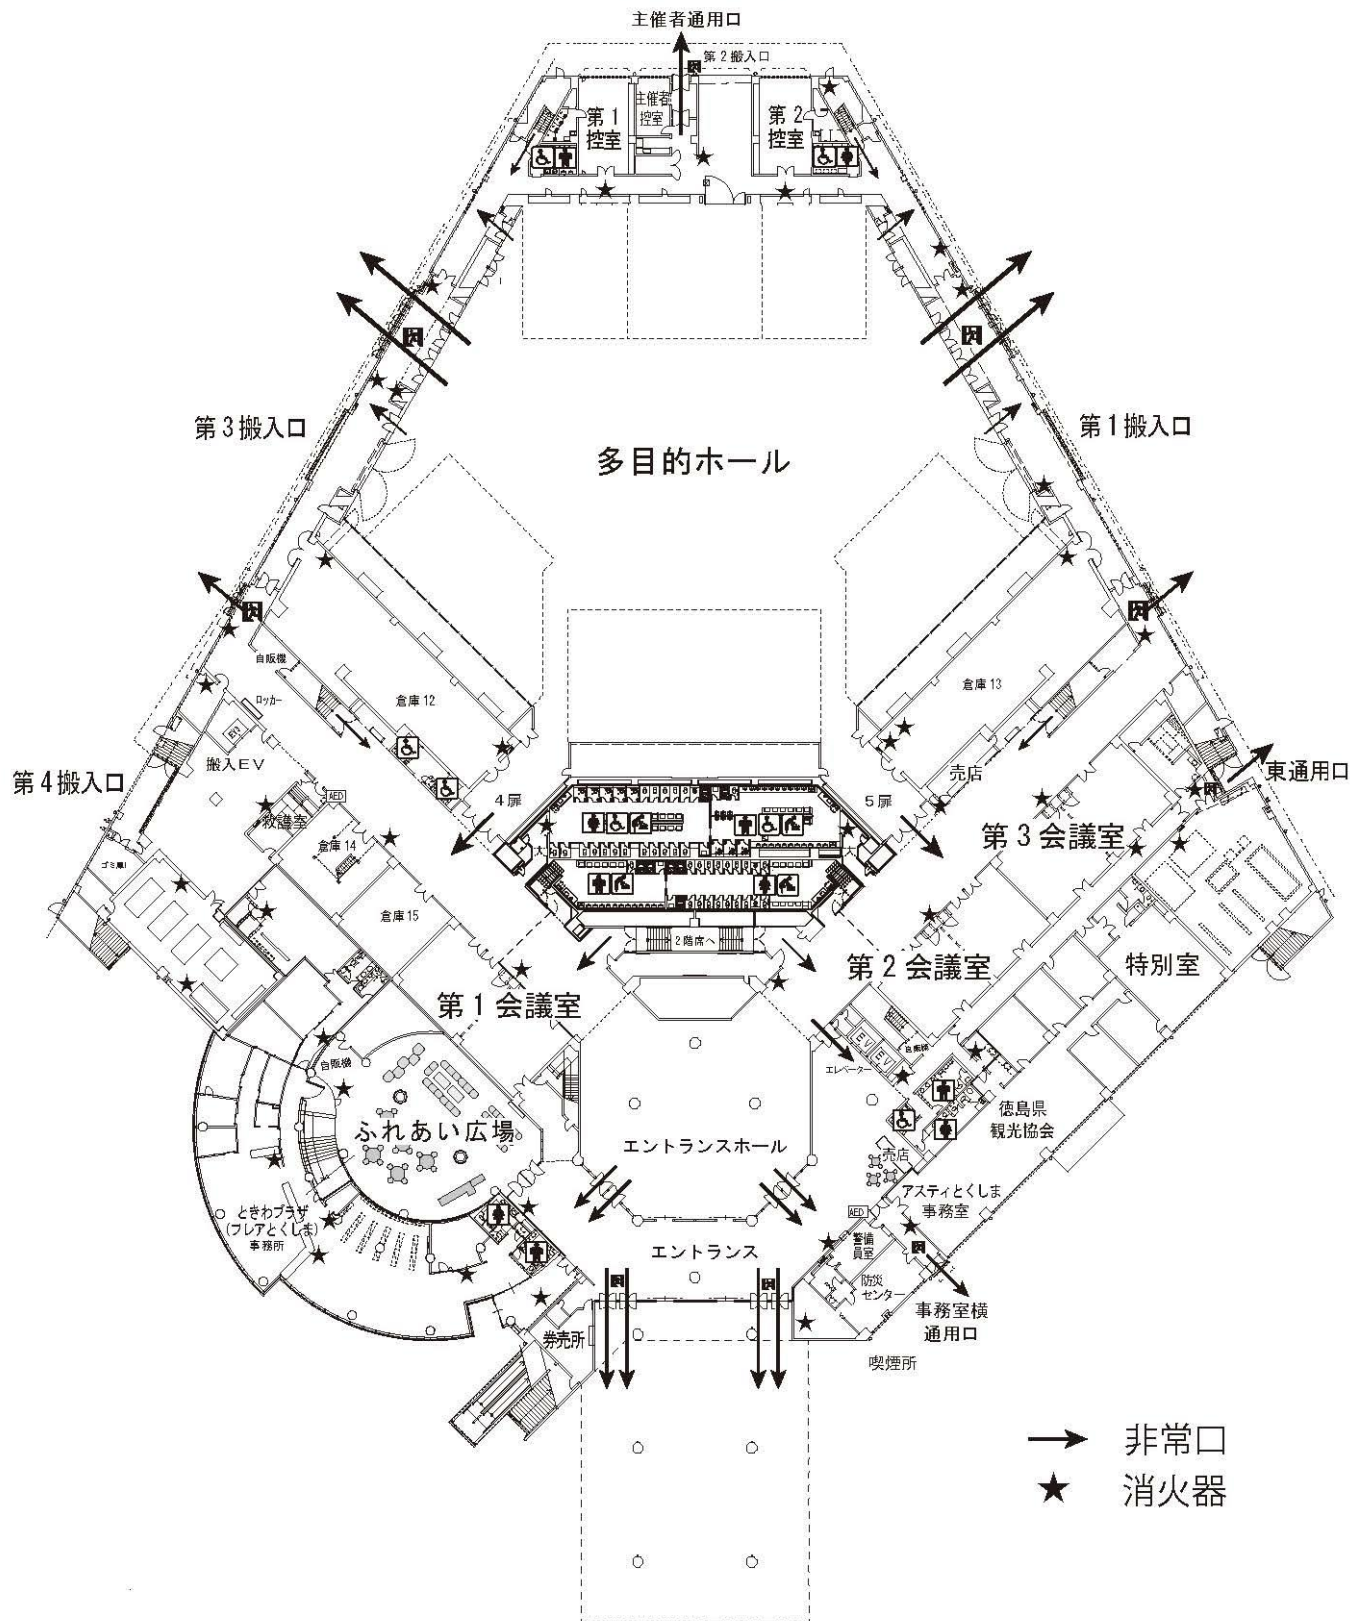 主催者通用口
第2搬入口
主催者
控室
第1
控室
第2
控室
第3搬入口
第1搬入口
多目的ホール
自販機
ロッカー
倉庫12
倉庫13
搬入EV
EV
第4搬入口
AED
救護室
倉庫14
ゴミ庫1
倉庫15
4扉
5扉
売店
東通用口
第3会議室
大
大
2階席へ
第2会議室
特別室
第1会議室
EV
EV
自販機
エレベーター
自販機
ふれあい広場
エントランスホール
徳島県
観光協会
売店
アスティとくしま
事務室
ときわプラザ
(フレアとくしま)
事務所
AED
警備
員室
エントランス
防災
センター
事務室横
通用口
券売所
喫煙所
非常口
消火器